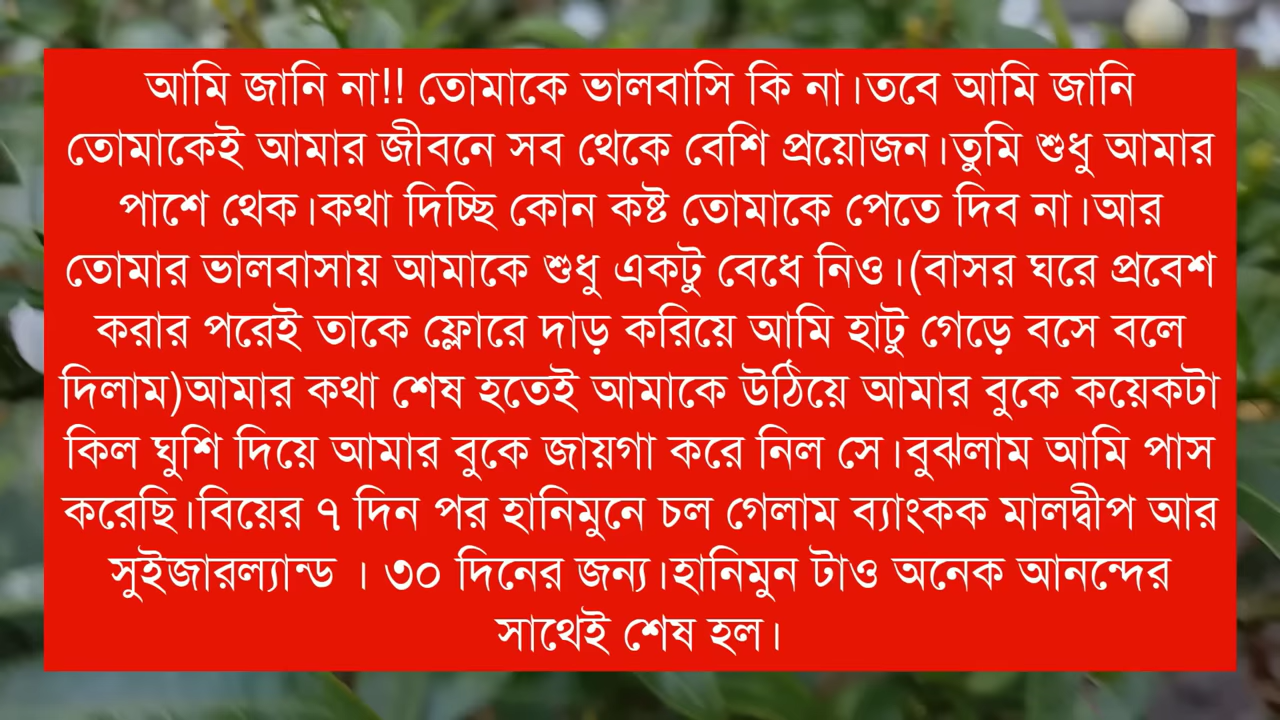 আমি জানি না!! তোমাকে ভালবাসি কি না।তবে আমি জানি
তোমাকেই আমার জীবনে সব থেকে বেশি প্রয়োজন।তুমি শুধু আমার
পাশে থেক।কথা দিচ্ছি কোন কষ্ট তোমাকে পেতে দিব না।আর
তোমার ভালবাসায় আমাকে শুধু একটু বেধে নিও।(বাসর ঘরে প্রবেশ
করার পরেই তাকে ফ্লোরে দাড় করিয়ে আমি হাটু গেড়ে বসে বলে
দিলাম)আমার কথা শেষ হতেই আমাকে উঠিয়ে আমার বুকে কয়েকটা
কিল ঘুশি দিয়ে আমার বুকে জায়গা করে নিল সে।বুঝলাম আমি পাস
করেছি।বিয়ের ৭ দিন পর হানিমুনে চল গেলাম ব্যাংকক মালদ্বীপ আর
সুইজারল্যান্ড । ৩০ দিনের জন্য।হানিমুন টাও অনেক আনন্দের
সাথেই শেষ হল।